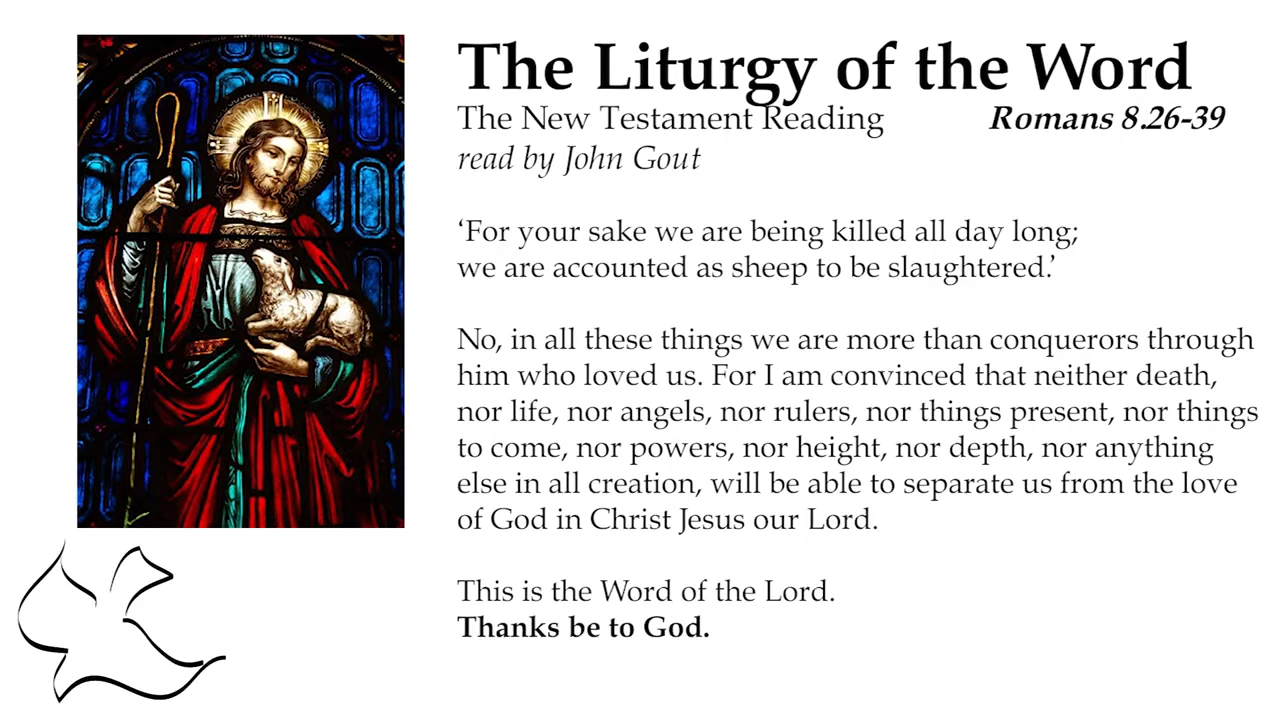 The Liturgy of the Word
The New Testament Reading Romans 8.26-39
read by John Gout
‘For your sake we are being killed all day long;
we are accounted as sheep to be slaughtered.’
No, in all these things we are more than conquerors through
him who loved us. For I am convinced that neither death,
nor life, nor angels, nor rulers, nor things present, nor things
to come, nor powers, nor height, nor depth, nor anything
else in all creation, will be able to separate us from the love
of God in Christ Jesus our Lord.
This is the Word of the Lord.
Thanks be to God.